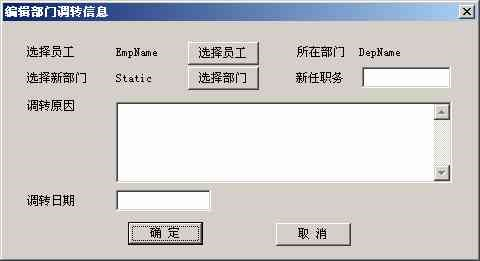 编辑部门调转信息
选择员工 EmpName 选择员工 所在部门 DepName
选择新部门 Static 选择部门 新任职务
调转原因
调转日期
确 定 取 消